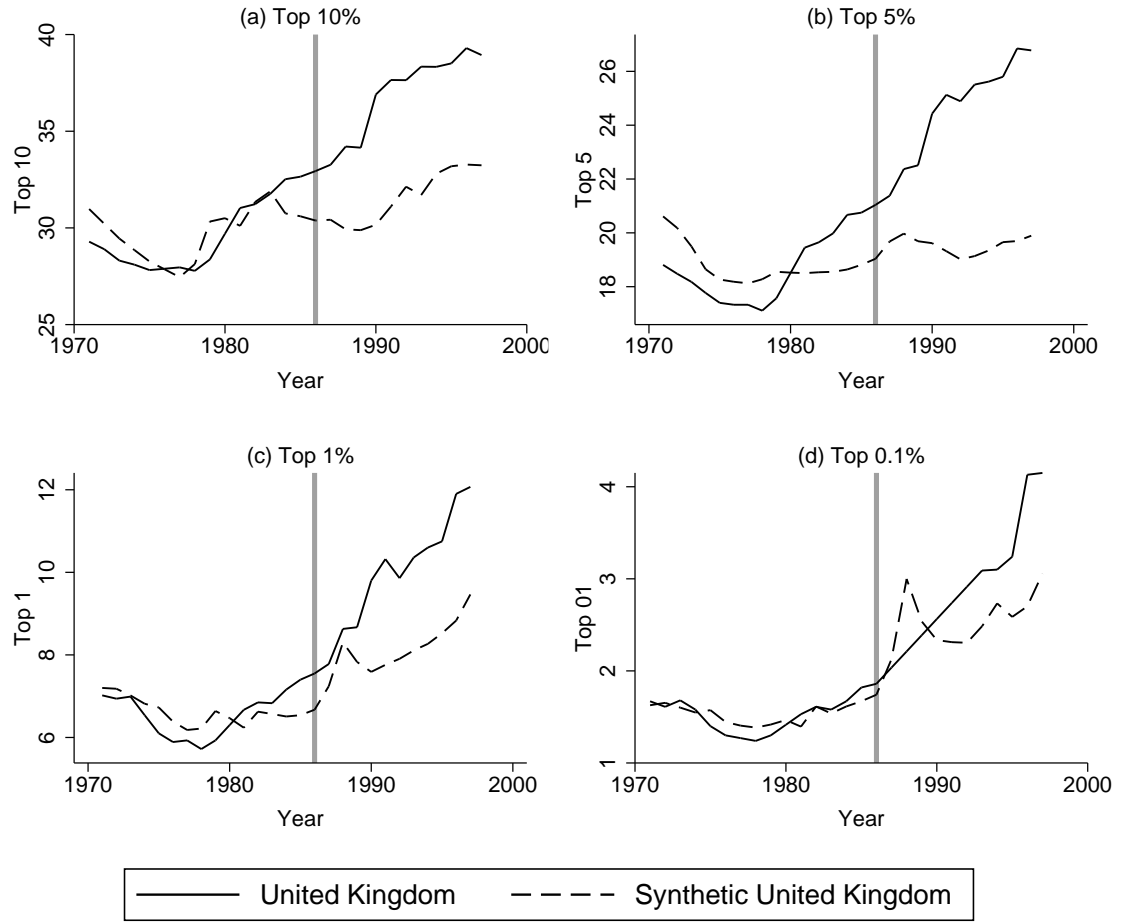 (a) Top 10%
Top 10
40
35
30
25
1970 1980 1990 2000
Year
(b) Top 5%
Top 5
26
24
22
20
18
1970 1980 1990 2000
Year
(c) Top 1%
Top 1
12
10
8
6
1970 1980 1990 2000
Year
(d) Top 0.1%
Top 01
4
3
2
1
1970 1980 1990 2000
Year
United Kingdom Synthetic United Kingdom